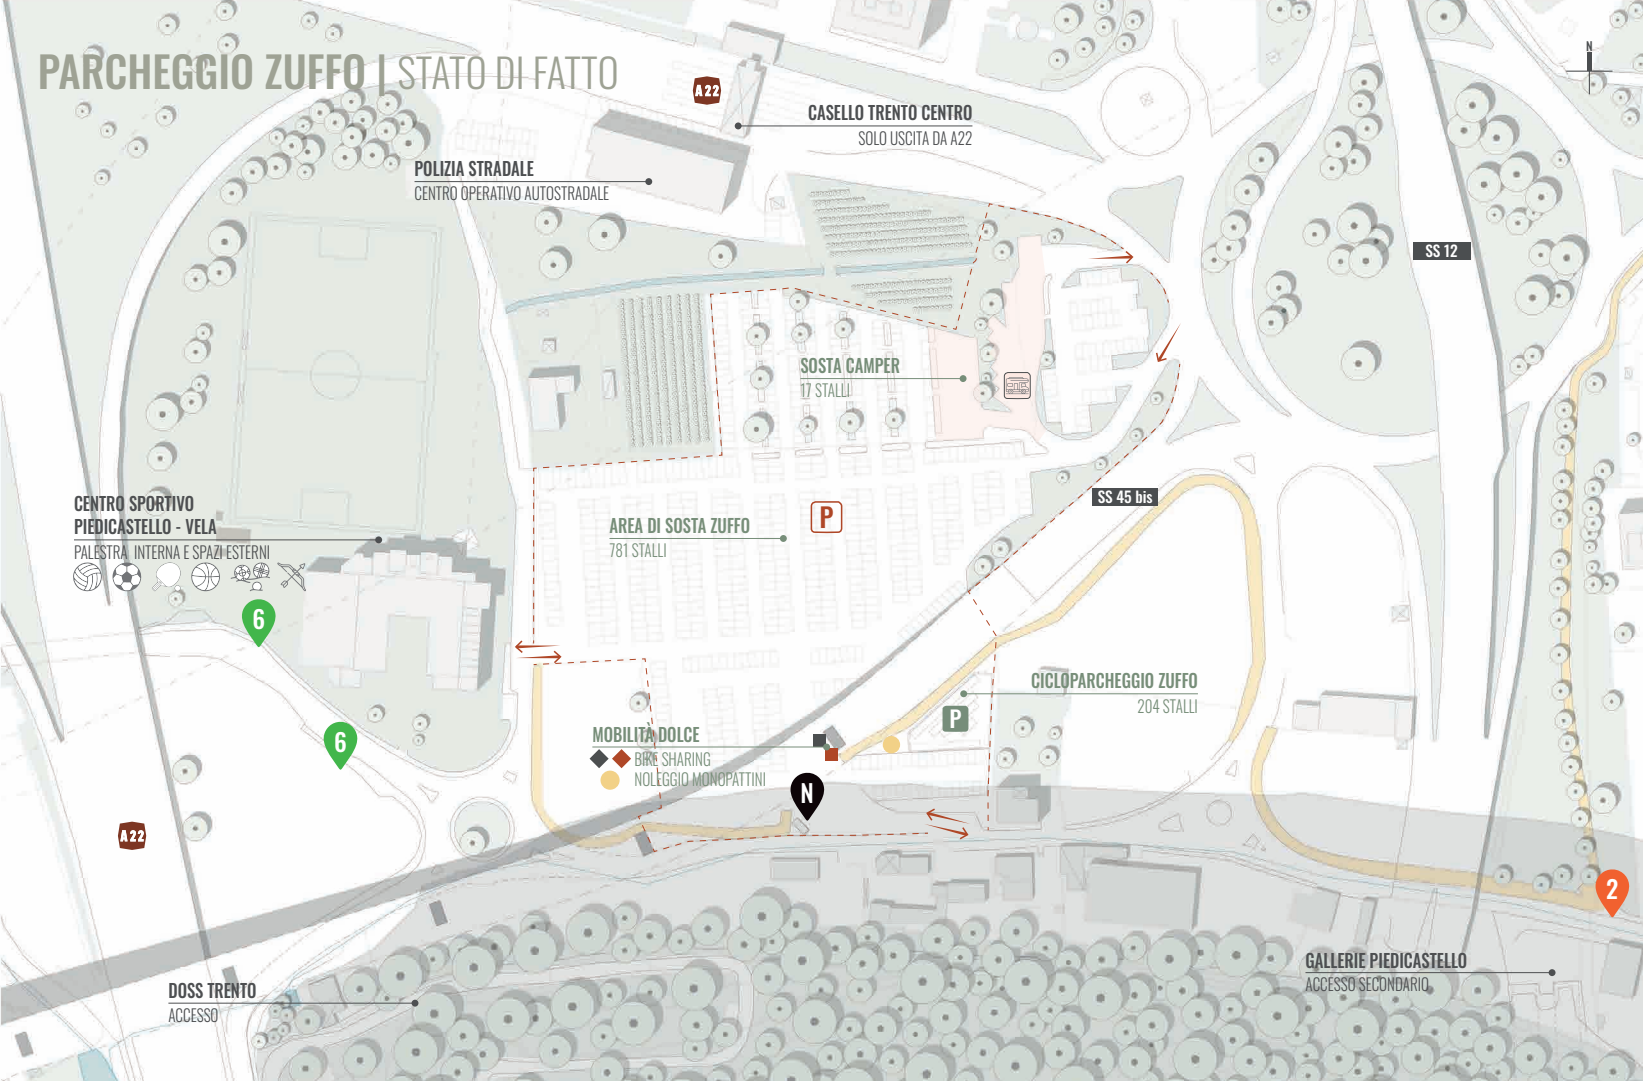 PARCHEGGIO ZUFFO | STATO DI FATTO
N
A22
CASELLO TRENTO CENTRO
SOLO USCITA DA A22
POLIZIA STRADALE
CENTRO OPERATIVO AUTOSTRADALE
SS 12
SOSTA CAMPER
17 STALLI
SS 45 bis
CENTRO SPORTIVO
PIEDICASTELLO - VELA
PALESTRA INTERNA E SPAZI ESTERNI
AREA DI SOSTA ZUFFO
781 STALLI
P
6
CICLOPARCHEGGIO ZUFFO
204 STALLI
P
6
MOBILITÀ DOLCE
BIKE SHARING
NOLEGGIO MONOPATTINI
N
A22
2
GALLERIE PIEDICASTELLO
ACCESSO SECONDARIO
DOSS TRENTO
ACCESSO